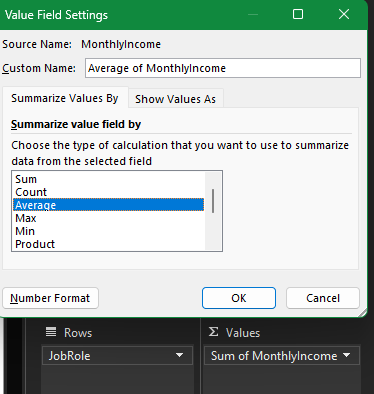 Value Field Settings
Source Name: MonthlyIncome
Custom Name: Average of MonthlyIncome
Summarize Values By Show Values As
Summarize value field by
Choose the type of calculation that you want to use to summarize
data from the selected field
Sum
Count
Average
Max
Min
Product
Number Format OK Cancel
Rows Σ Values
JobRole Sum of MonthlyIncome